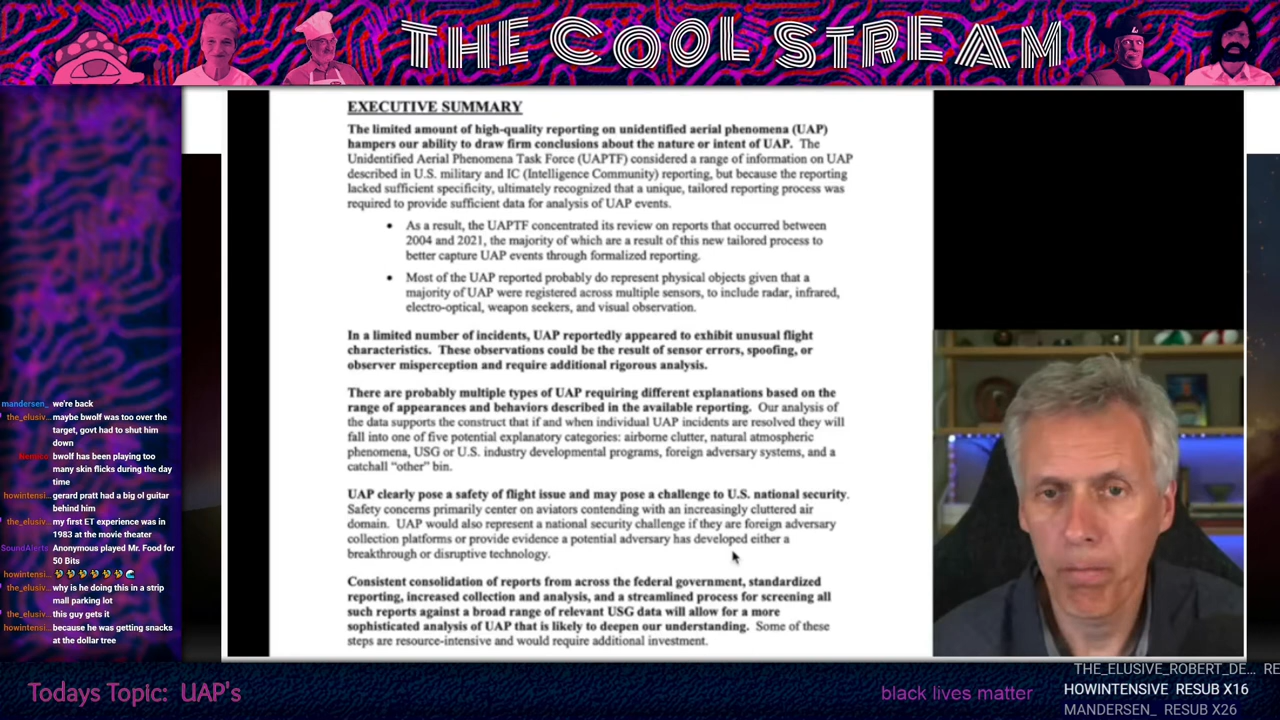 THE COOL STREAM
EXECUTIVE SUMMARY
The limited amount of high-quality reporting on unidentified aerial phenomena (UAP)
hampers our ability to draw firm conclusions about the nature or intent of UAP. The
Unidentified Aerial Phenomena Task Force (UAPTF) considered a range of information on UAP
described in U.S. military and IC (Intelligence Community) reporting, but because the reporting
lacked sufficient specificity, ultimately recognized that a unique, tailored reporting process was
required to provide sufficient data for analysis of UAP events.
• As a result, the UAPTF concentrated its review on reports that occurred between
2004 and 2021, the majority of which are a result of this new tailored process to
better capture UAP events through formalized reporting.
• Most of the UAP reported probably do represent physical objects given that a
majority of UAP were registered across multiple sensors, to include radar, infrared,
electro-optical, weapon seekers, and visual observation.
In a limited number of incidents, UAP reportedly appeared to exhibit unusual flight
characteristics. These observations could be the result of sensor errors, spoofing, or
observer misperception and require additional rigorous analysis.
There are probably multiple types of UAP requiring different explanations based on the
range of appearances and behaviors described in the available reporting. Our analysis of
the data supports the construct that if and when individual UAP incidents are resolved they will
fall into one of five potential explanatory categories: airborne clutter, natural atmospheric
phenomena, USG or U.S. industry developmental programs, foreign adversary systems, and a
catchall “other” bin.
UAP clearly pose a safety of flight issue and may pose a challenge to U.S. national security.
Safety concerns primarily center on aviators contending with an increasingly cluttered air
domain. UAP would also represent a national security challenge if they are foreign adversary
collection platforms or provide evidence a potential adversary has developed either a
breakthrough or disruptive technology.
Consistent consolidation of reports from across the federal government, standardized
reporting, increased collection and analysis, and a streamlined process for screening all
such reports against a broad range of relevant USG data will allow for a more
sophisticated analysis of UAP that is likely to deepen our understanding. Some of these
steps are resource-intensive and would require additional investment.
mandersen_ we're back
the_elusiv... maybe bwolf was too over the
target, govt had to shut him
down
Nemico bwolf has been playing too
many skin flicks during the day
time
howintensi... gerard pratt had a big ol guitar
behind him
the_elusiv... my first ET experience was in
1983 at the movie theater
SoundAlerts Anonymous played Mr. Food for
50 Bits
howintensi...
the_elusiv... why is he doing this in a strip
mall parking lot
the_elusiv... this guy gets it
howintensi... because he was getting snacks
at the dollar tree
Todays Topic: UAP's
black lives matter
THE_ELUSIVE_ROBERT_DE... RE
HOWINTENSIVE RESUB X16
MANDERSEN_ RESUB X26